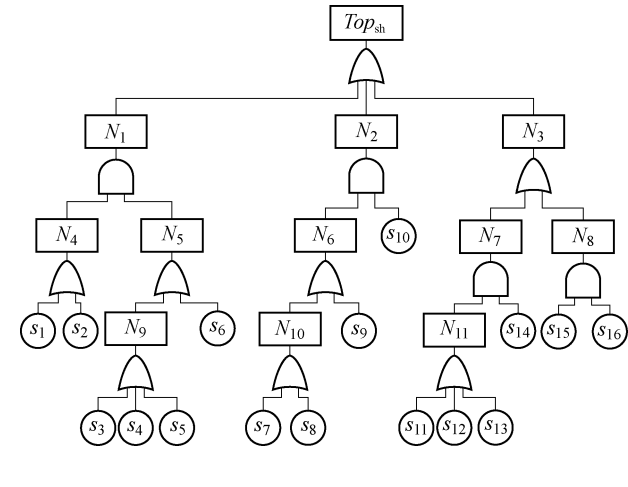 Top_sh
N_1 N_2 N_3
N_4 N_5 N_6 s_10 N_7 N_8
s_1 s_2 N_9 s_6 N_10 s_9 N_11 s_14 s_15 s_16
s_3 s_4 s_5 s_7 s_8 s_11 s_12 s_13